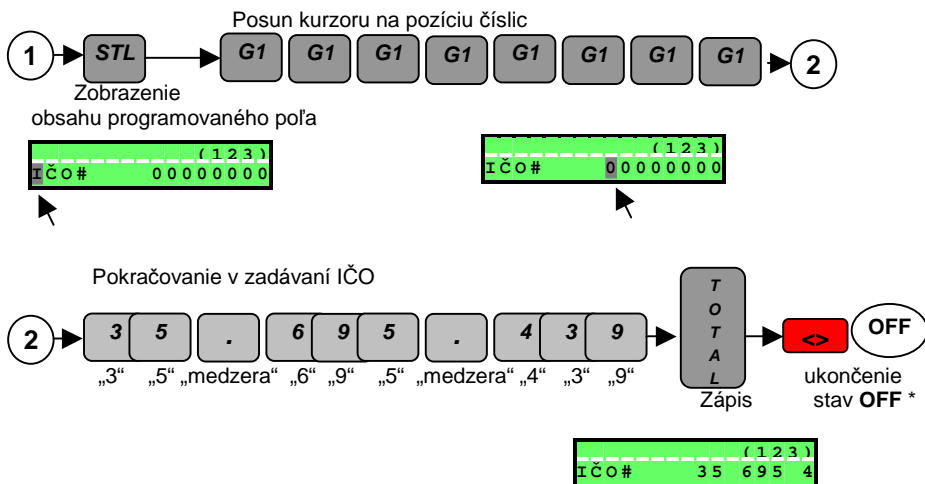 Posun kurzoru na pozíciu číslic
1 STL G1 G1 G1 G1 G1 G1 G1 G1 2
Zobrazenie
obsahu programovaného poľa
(123)
IČO# 00000000
(123)
IČO# 00000000
Pokračovanie v zadávaní IČO
2 3 5 . 6 9 5 . 4 3 9 TOTAL <> OFF
„3“ „5“ „medzera“ „6“ „9“ „5“ „medzera“ „4“ „3“ „9“
Zápis
ukončenie
stav OFF *
(123)
IČO# 35 695 4